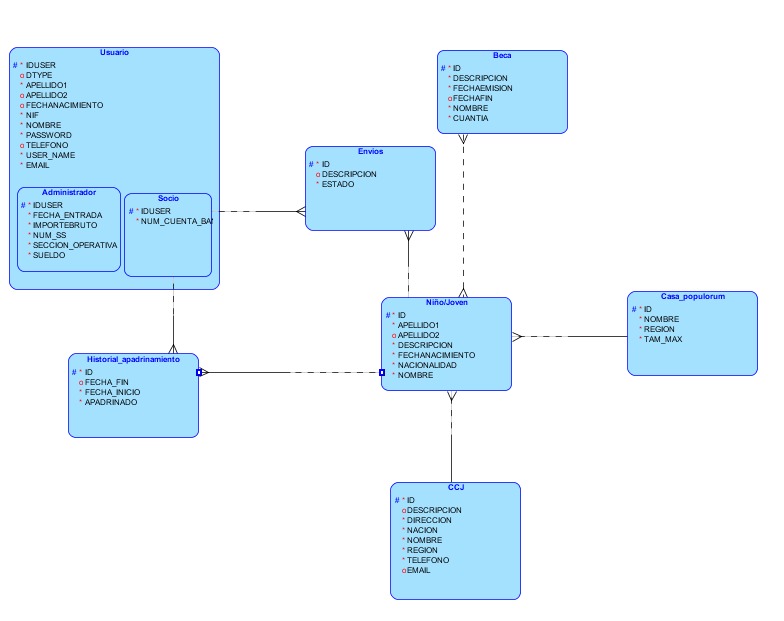 Usuario
# * IDUSER
o DTYPE
* APELLIDO1
o APELLIDO2
o FECHANACIMIENTO
* NIF
* NOMBRE
* PASSWORD
o TELEFONO
* USER_NAME
* EMAIL
Administrador
# * IDUSER
* FECHA_ENTRADA
* IMPORTEBRUTO
* NUM_SS
* SECCION_OPERATIVA
* SUELDO
Socio
# * IDUSER
* NUM_CUENTA_BA
Envios
# * ID
o DESCRIPCION
* ESTADO
Beca
# * ID
* DESCRIPCION
* FECHAEMISION
o FECHAFIN
* NOMBRE
* CUANTIA
Historial_apadrinamiento
# * ID
o FECHA_FIN
* FECHA_INICIO
* APADRINADO
Niño/Joven
# * ID
* APELLIDO1
o APELLIDO2
* DESCRIPCION
* FECHANACIMIENTO
* NACIONALIDAD
* NOMBRE
Casa_populorum
# * ID
* NOMBRE
* REGION
* TAM_MAX
CCJ
# * ID
o DESCRIPCION
* DIRECCION
* NACION
* NOMBRE
* REGION
* TELEFONO
o EMAIL